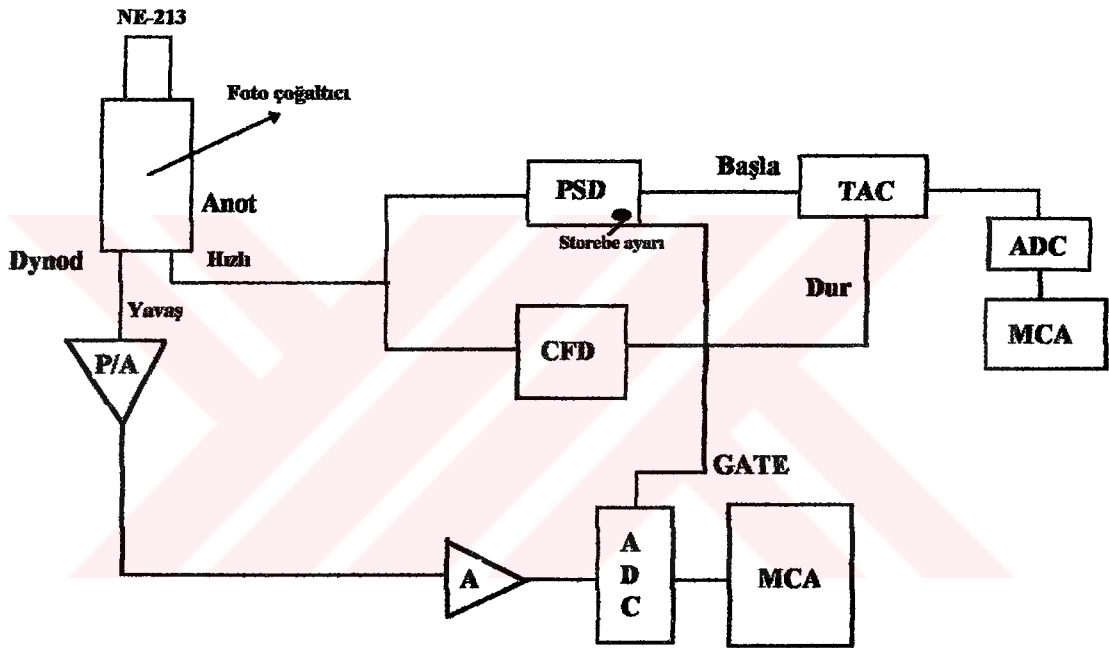 NE-213
Foto çoğaltıcı
Anot
Dynod
Hızlı
Yavaş
P/A
PSD
Storebe ayarı
Başla
TAC
ADC
MCA
Dur
CFD
GATE
A
A
D
C
MCA